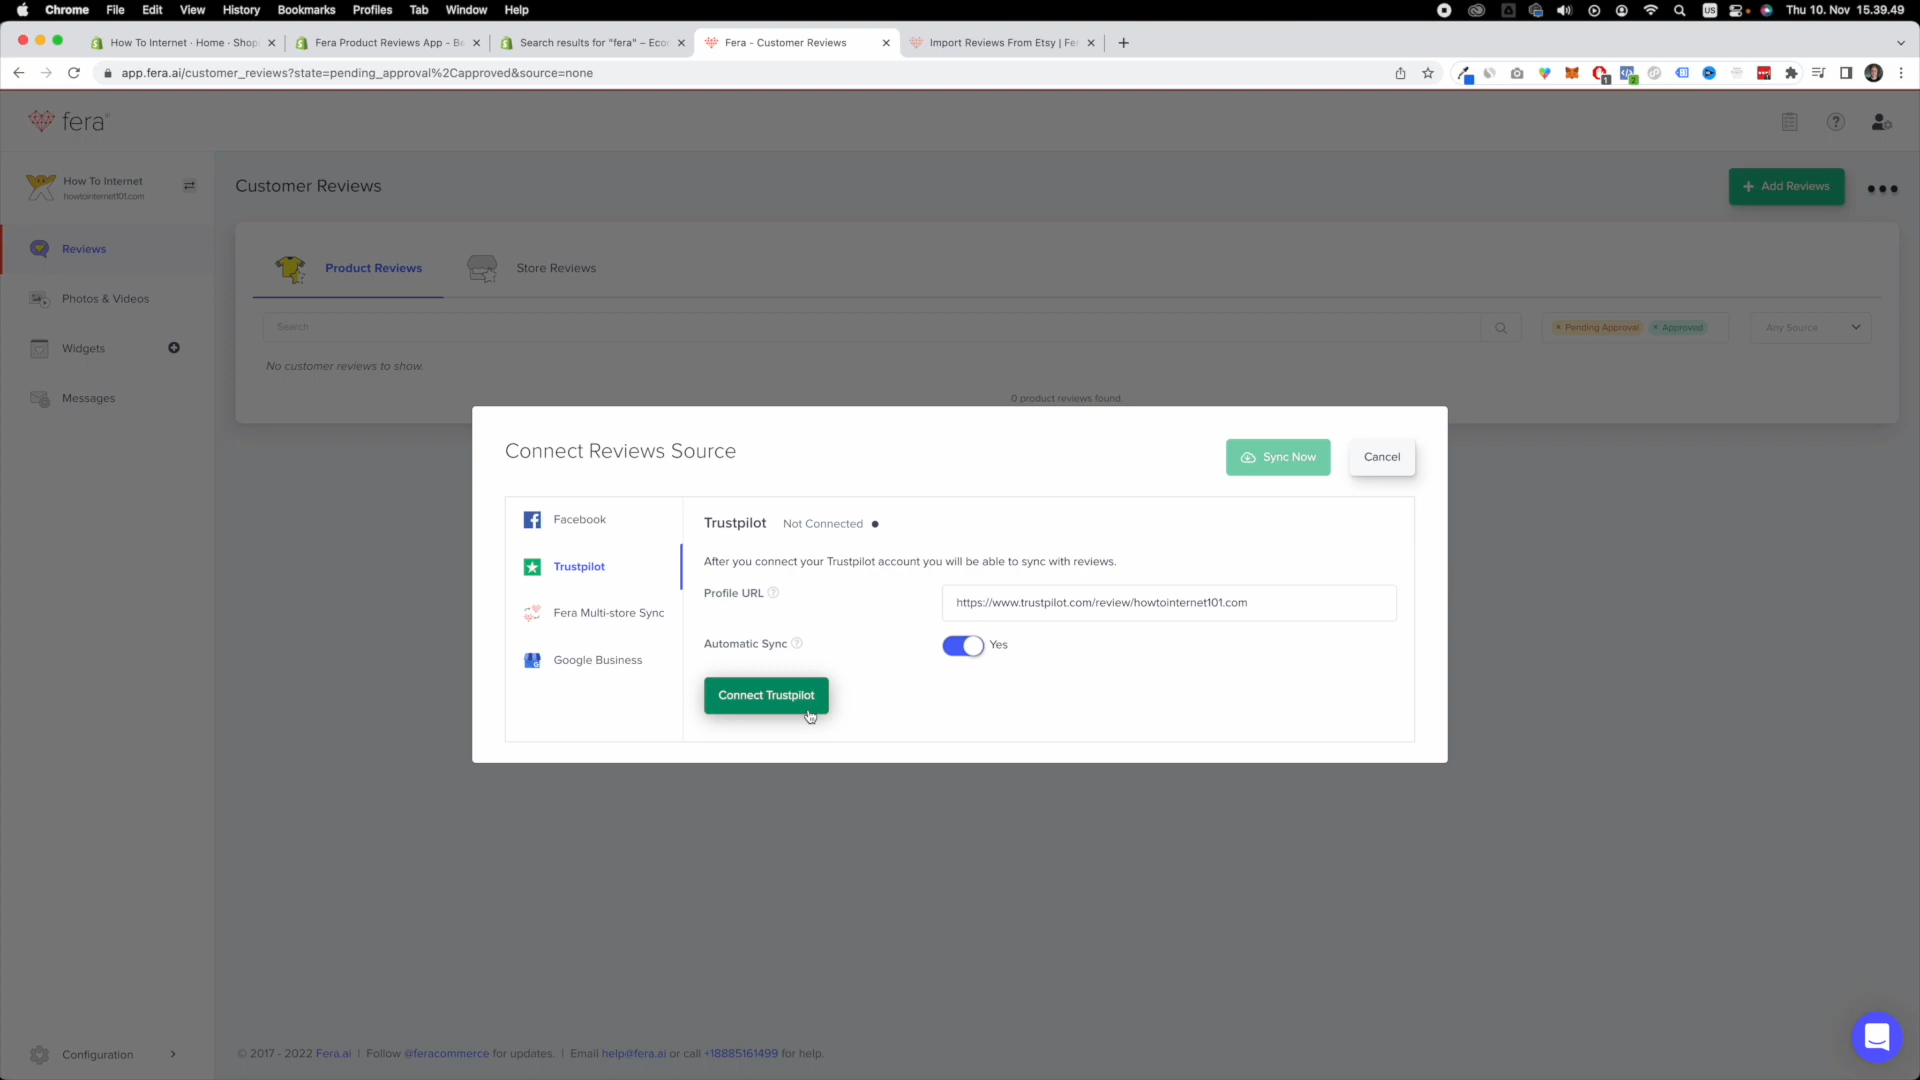 Chrome File Edit View History Bookmarks Profiles Tab Window Help
US Thu 10. Nov 15.39.49
How To Internet · Home · Shop
Fera Product Reviews App - Be
Search results for "fera" – Eco
Fera - Customer Reviews
Import Reviews From Etsy | Fe
app.fera.ai/customer_reviews?state=pending_approval%2Capproved&source=none
1
2
fera
How To Internet
howtointernet101.com
Customer Reviews
+ Add Reviews
Reviews
Photos & Videos
Widgets
Messages
Product Reviews
Store Reviews
Search
× Pending Approval
× Approved
Any Source
No customer reviews to show.
0 product reviews found.
Connect Reviews Source
Sync Now
Cancel
Facebook
Trustpilot
Fera Multi-store Sync
Google Business
Trustpilot Not Connected
After you connect your Trustpilot account you will be able to sync with reviews.
Profile URL ?
https://www.trustpilot.com/review/howtointernet101.com
Automatic Sync ?
Yes
Connect Trustpilot
Configuration
© 2017 - 2022 Fera.ai | Follow @feracommerce for updates. | Email help@fera.ai or call +18885161499 for help.